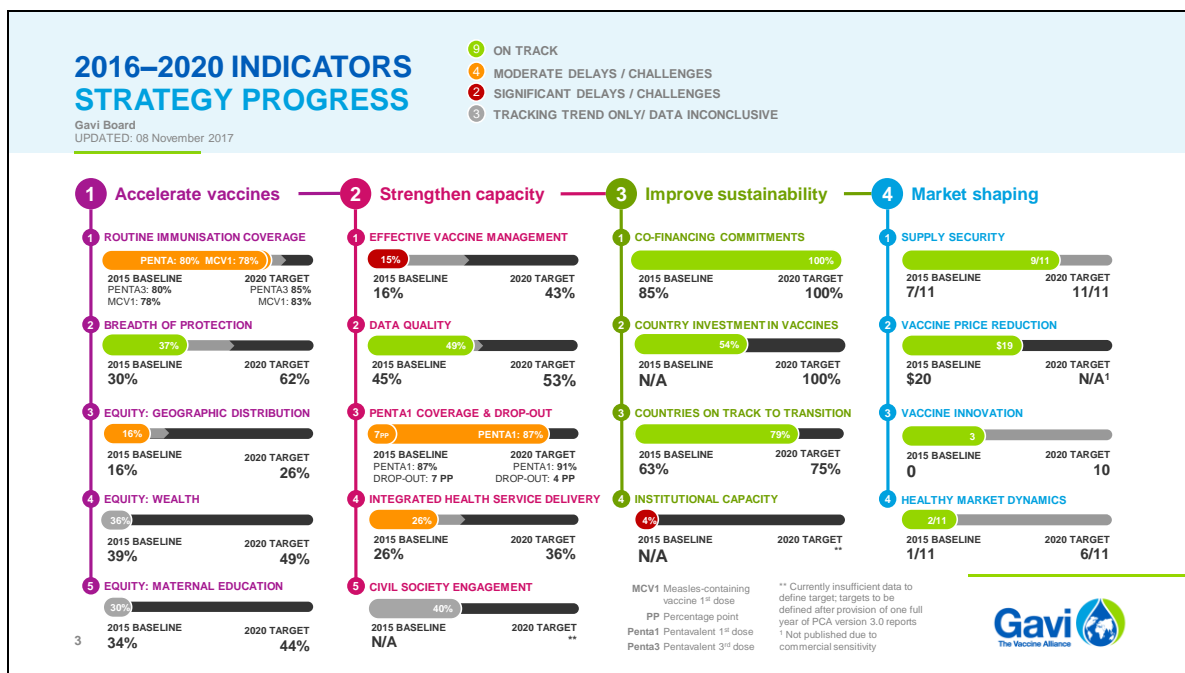 2016–2020 INDICATORS
STRATEGY PROGRESS
Gavi Board
UPDATED: 08 November 2017
9 ON TRACK
4 MODERATE DELAYS / CHALLENGES
2 SIGNIFICANT DELAYS / CHALLENGES
3 TRACKING TREND ONLY/ DATA INCONCLUSIVE
1 Accelerate vaccines
1 ROUTINE IMMUNISATION COVERAGE
PENTA: 80% MCV1: 78%
2015 BASELINE 2020 TARGET
PENTA3: 80% PENTA3 85%
MCV1: 78% MCV1: 83%
2 BREADTH OF PROTECTION
37%
2015 BASELINE 2020 TARGET
30% 62%
3 EQUITY: GEOGRAPHIC DISTRIBUTION
16%
2015 BASELINE 2020 TARGET
16% 26%
4 EQUITY: WEALTH
36%
2015 BASELINE 2020 TARGET
39% 49%
5 EQUITY: MATERNAL EDUCATION
30%
2015 BASELINE 2020 TARGET
34% 44%
2 Strengthen capacity
1 EFFECTIVE VACCINE MANAGEMENT
15%
2015 BASELINE 2020 TARGET
16% 43%
2 DATA QUALITY
49%
2015 BASELINE 2020 TARGET
45% 53%
3 PENTA1 COVERAGE & DROP-OUT
7PP PENTA1: 87%
2015 BASELINE 2020 TARGET
PENTA1: 87% PENTA1: 91%
DROP-OUT: 7 PP DROP-OUT: 4 PP
4 INTEGRATED HEALTH SERVICE DELIVERY
26%
2015 BASELINE 2020 TARGET
26% 36%
5 CIVIL SOCIETY ENGAGEMENT
40%
2015 BASELINE 2020 TARGET
N/A **
3 Improve sustainability
1 CO-FINANCING COMMITMENTS
100%
2015 BASELINE 2020 TARGET
85% 100%
2 COUNTRY INVESTMENT IN VACCINES
54%
2015 BASELINE 2020 TARGET
N/A 100%
3 COUNTRIES ON TRACK TO TRANSITION
79%
2015 BASELINE 2020 TARGET
63% 75%
4 INSTITUTIONAL CAPACITY
4%
2015 BASELINE 2020 TARGET
N/A **
4 Market shaping
1 SUPPLY SECURITY
9/11
2015 BASELINE 2020 TARGET
7/11 11/11
2 VACCINE PRICE REDUCTION
$19
2015 BASELINE 2020 TARGET
$20 N/A¹
3 VACCINE INNOVATION
3
2015 BASELINE 2020 TARGET
0 10
4 HEALTHY MARKET DYNAMICS
2/11
2015 BASELINE 2020 TARGET
1/11 6/11
MCV1 Measles-containing
vaccine 1st dose
PP Percentage point
Penta1 Pentavalent 1st dose
Penta3 Pentavalent 3rd dose
** Currently insufficient data to
define target; targets to be
defined after provision of one full
year of PCA version 3.0 reports
¹ Not published due to
commercial sensitivity
Gavi
The Vaccine Alliance
3